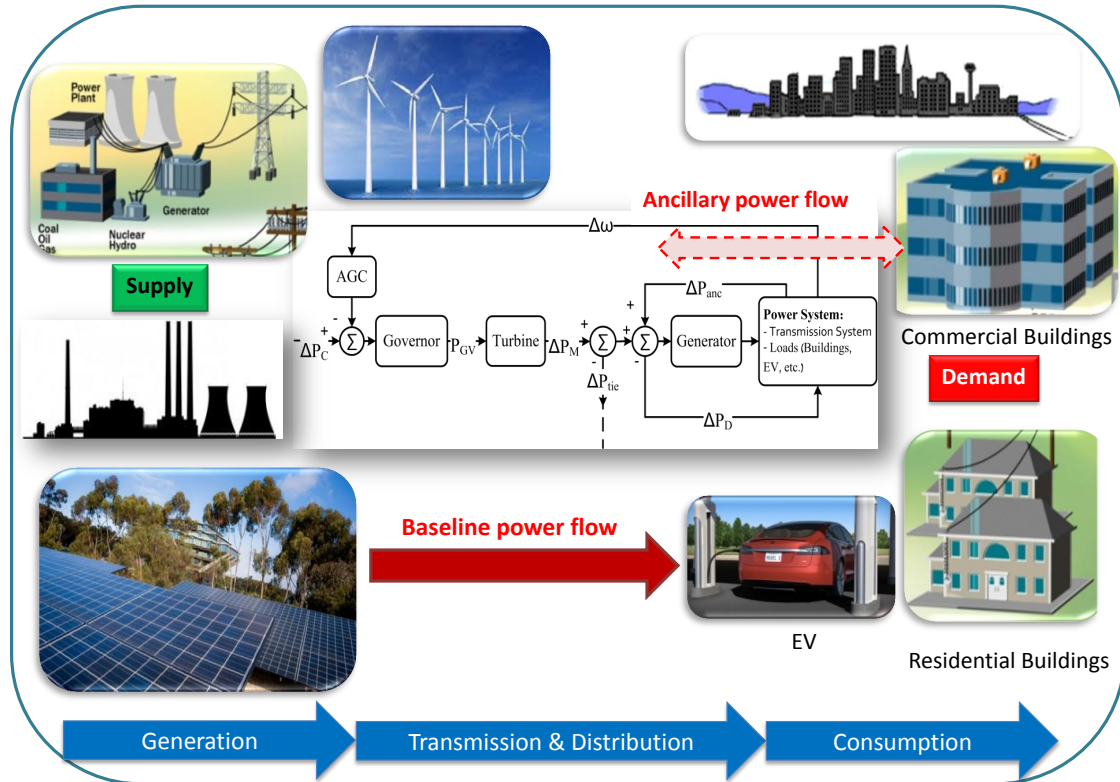 Power
Plant
Generator
Coal
Oil
Gas
Nuclear
Hydro
Supply
Ancillary power flow
Δω
AGC
ΔP_anc
- 
+
ΔP_C
Σ
Governor
P_GV
Turbine
ΔP_M
+
Σ
-
ΔP_tie
+
+
Σ
-
Generator
Power System:
- Transmission System
- Loads (Buildings,
EV, etc.)
ΔP_D
Commercial Buildings
Demand
Baseline power flow
EV
Residential Buildings
Generation
Transmission & Distribution
Consumption